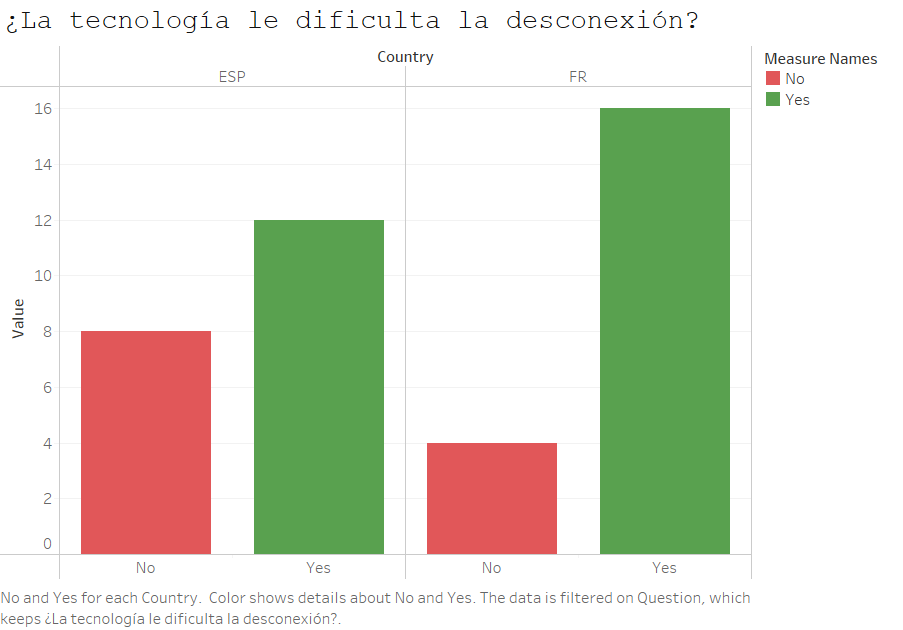 ¿La tecnología le dificulta la desconexión?
Country
ESP
FR
Measure Names
No
Yes
16
14
12
10
8
6
4
2
0
Value
No
Yes
No
Yes
No and Yes for each Country.  Color shows details about No and Yes. The data is filtered on Question, which
keeps ¿La tecnología le dificulta la desconexión?.